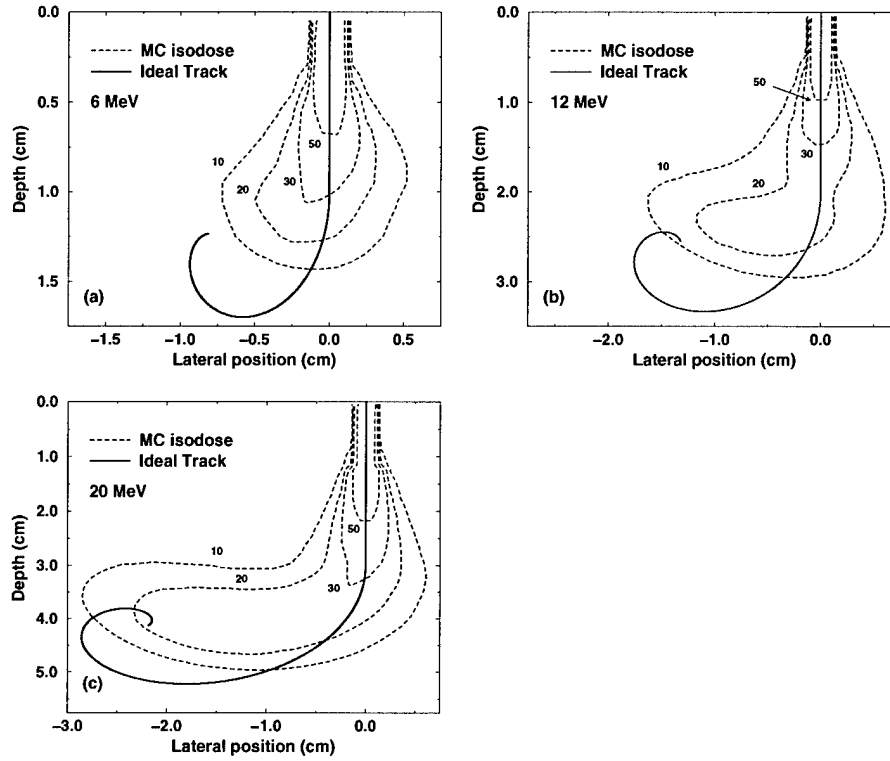 0.0
0.5
1.0
1.5
Depth (cm)
MC isodose
Ideal Track
6 MeV
10
20
30
50
(a)
−1.5
−1.0
−0.5
0.0
0.5
Lateral position (cm)
0.0
1.0
2.0
3.0
Depth (cm)
MC isodose
Ideal Track
12 MeV
50
30
10
20
(b)
−2.0
−1.0
0.0
Lateral position (cm)
0.0
1.0
2.0
3.0
4.0
5.0
Depth (cm)
MC isodose
Ideal Track
20 MeV
50
10
20
30
(c)
−3.0
−2.0
−1.0
0.0
Lateral position (cm)